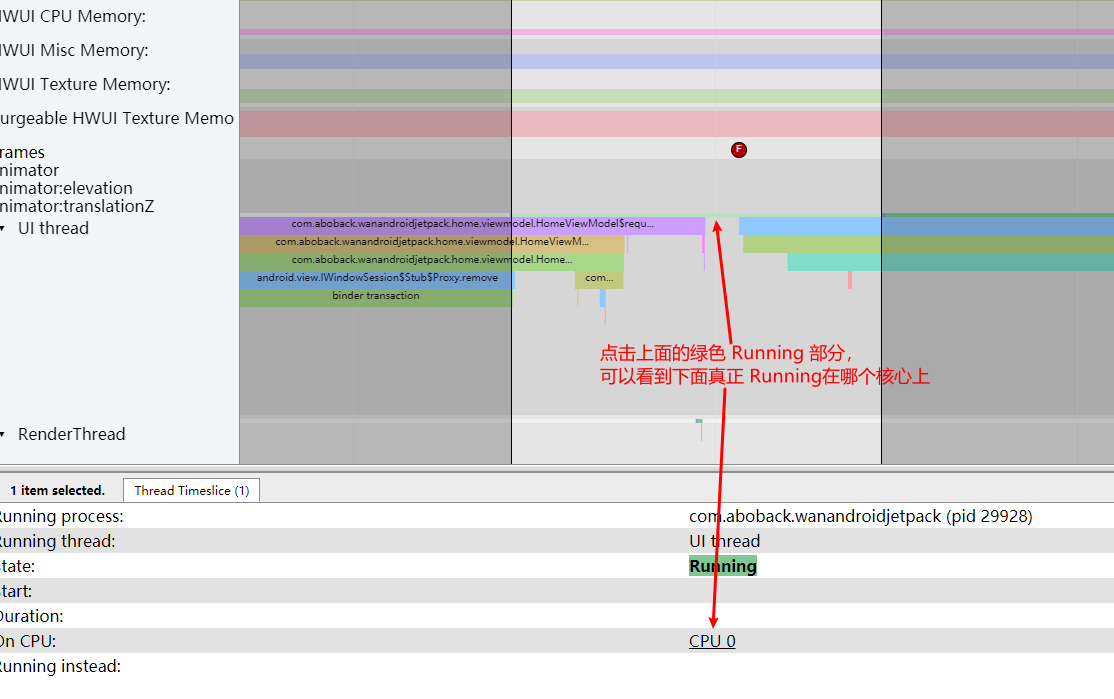 WUI CPU Memory:
WUI Misc Memory:
WUI Texture Memory:
urgeable HWUI Texture Memo
rames
F
nimator
nimator:elevation
nimator:translationZ
UI thread
com.aboback.wanandroidjetpack.home.viewmodel.HomeViewModel$requ...
com.aboback.wanandroidjetpack.home.viewmodel.HomeViewM...
com.aboback.wanandroidjetpack.home.viewmodel.Home...
android.view.IWindowSession$Stub$Proxy.remove
com...
binder transaction
点击上面的绿色 Running 部分，
可以看到下面真正 Running在哪个核心上
RenderThread
1 item selected.
Thread Timeslice (1)
Running process:
com.aboback.wanandroidjetpack (pid 29928)
Running thread:
UI thread
tate:
Running
tart:
Duration:
On CPU:
CPU 0
Running instead: